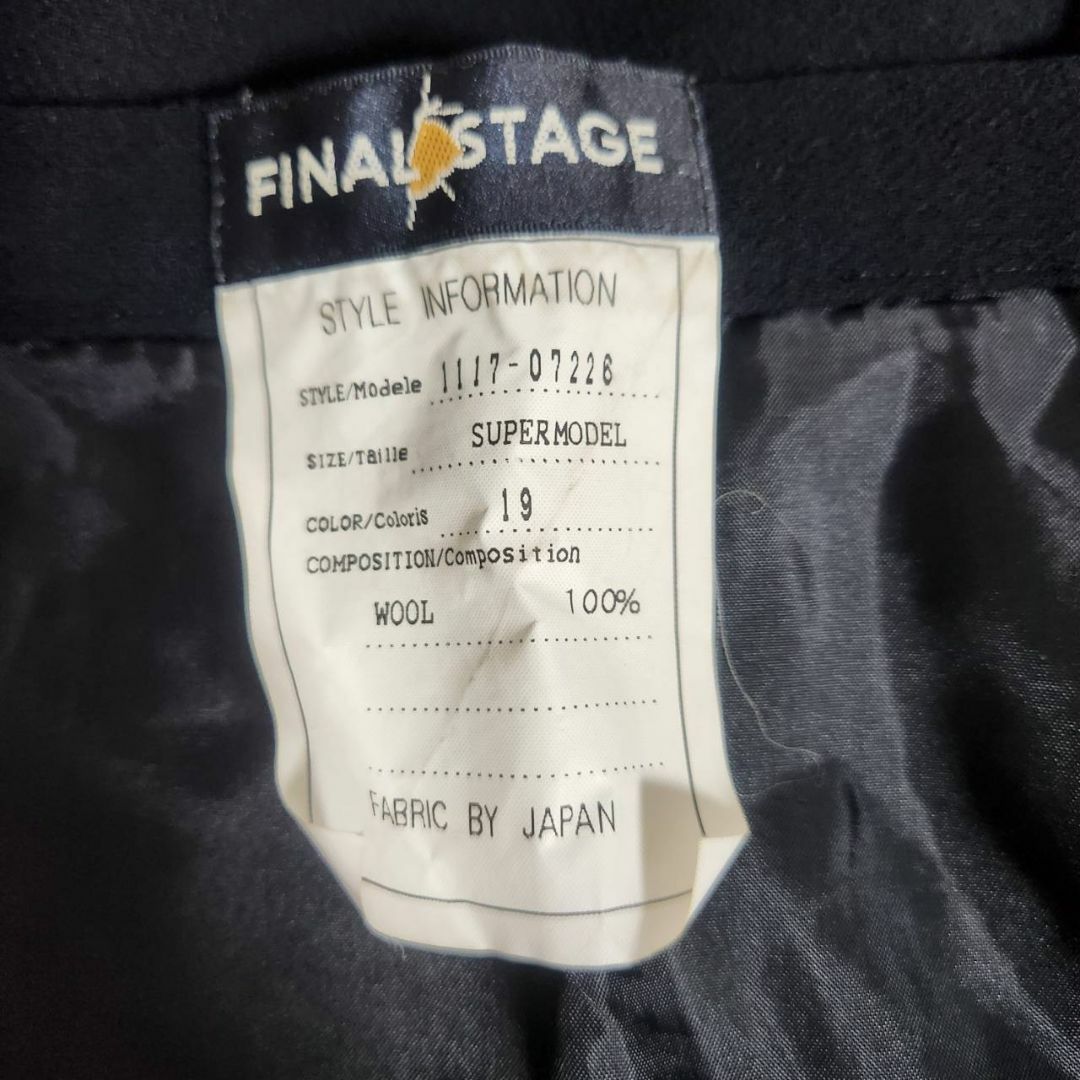 FINAL STAGE
STYLE INFORMATION
STYLE/Modele 1117-07226
SIZE/Taille SUPERMODEL
COLOR/Coloris 19
COMPOSITION/Composition
WOOL 100%
FABRIC BY JAPAN